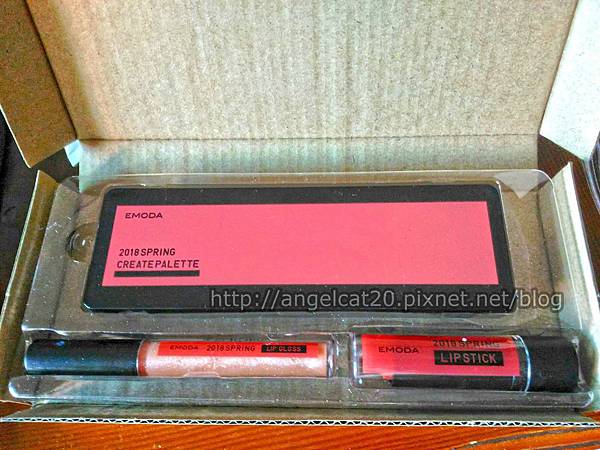 EMODA
2018SPRING
CREATEPALETTE
http://angelcat20.pixnet.net/blog
EMODA 2018SPRING LIP GLOSS
EMODA 2018SPRING
LIPSTICK